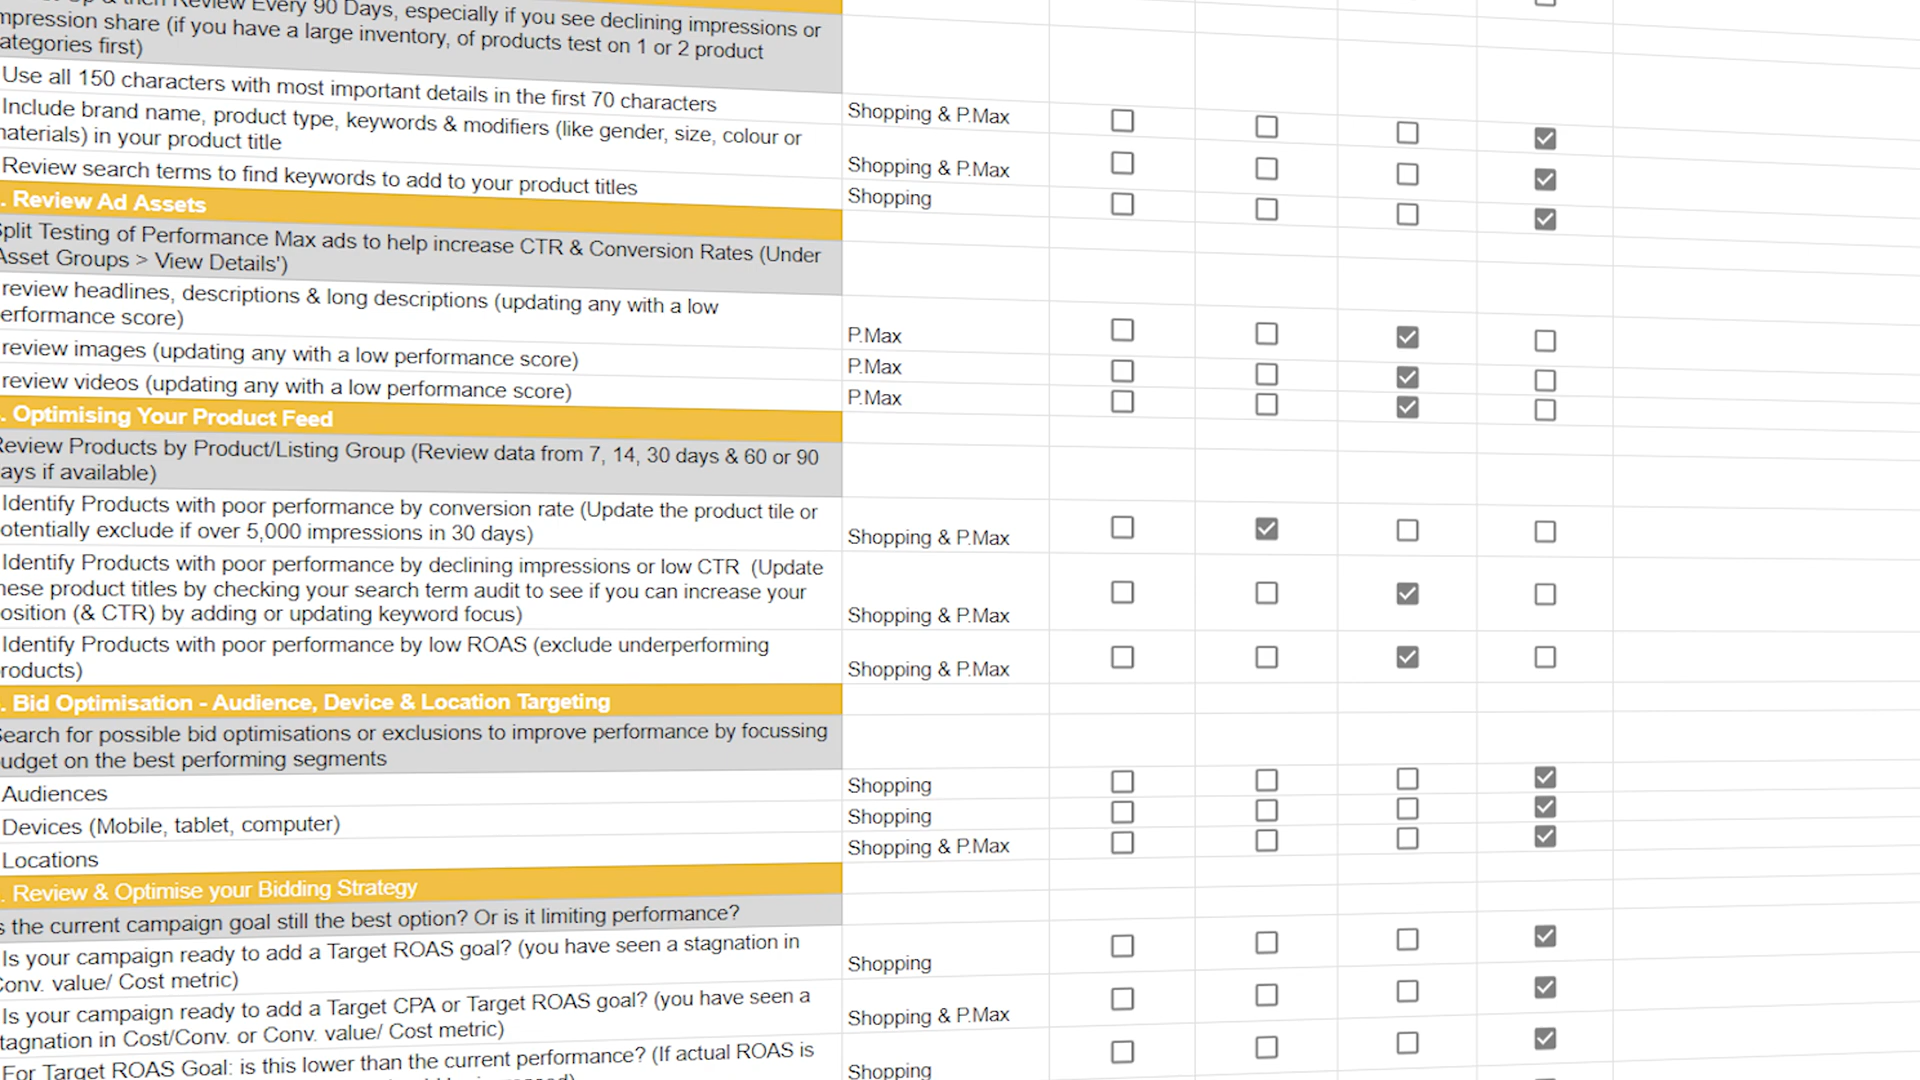 Review Every 90 Days, especially if you see declining impressions or
mpression share (if you have a large inventory, of products test on 1 or 2 product
ategories first)
Use all 150 characters with most important details in the first 70 characters
Shopping & P.Max
Include brand name, product type, keywords & modifiers (like gender, size, colour or
aterials) in your product title
Shopping & P.Max
Review search terms to find keywords to add to your product titles
Shopping
. Review Ad Assets
plit Testing of Performance Max ads to help increase CTR & Conversion Rates (Under
Asset Groups > View Details')
review headlines, descriptions & long descriptions (updating any with a low
erformance score)
P.Max
review images (updating any with a low performance score)
P.Max
review videos (updating any with a low performance score)
P.Max
. Optimising Your Product Feed
Review Products by Product/Listing Group (Review data from 7, 14, 30 days & 60 or 90
ays if available)
Identify Products with poor performance by conversion rate (Update the product tile or
otentially exclude if over 5,000 impressions in 30 days)
Shopping & P.Max
Identify Products with poor performance by declining impressions or low CTR (Update
hese product titles by checking your search term audit to see if you can increase your
osition (& CTR) by adding or updating keyword focus)
Shopping & P.Max
Identify Products with poor performance by low ROAS (exclude underperforming
roducts)
Shopping & P.Max
. Bid Optimisation - Audience, Device & Location Targeting
Search for possible bid optimisations or exclusions to improve performance by focussing
udget on the best performing segments
Audiences
Shopping
Devices (Mobile, tablet, computer)
Shopping
Locations
Shopping & P.Max
. Review & Optimise your Bidding Strategy
s the current campaign goal still the best option? Or is it limiting performance?
Is your campaign ready to add a Target ROAS goal? (you have seen a stagnation in
Conv. value/ Cost metric)
Shopping
Is your campaign ready to add a Target CPA or Target ROAS goal? (you have seen a
tagnation in Cost/Conv. or Conv. value/ Cost metric)
Shopping & P.Max
For Target ROAS Goal: is this lower than the current performance? (If actual ROAS is
Shopping